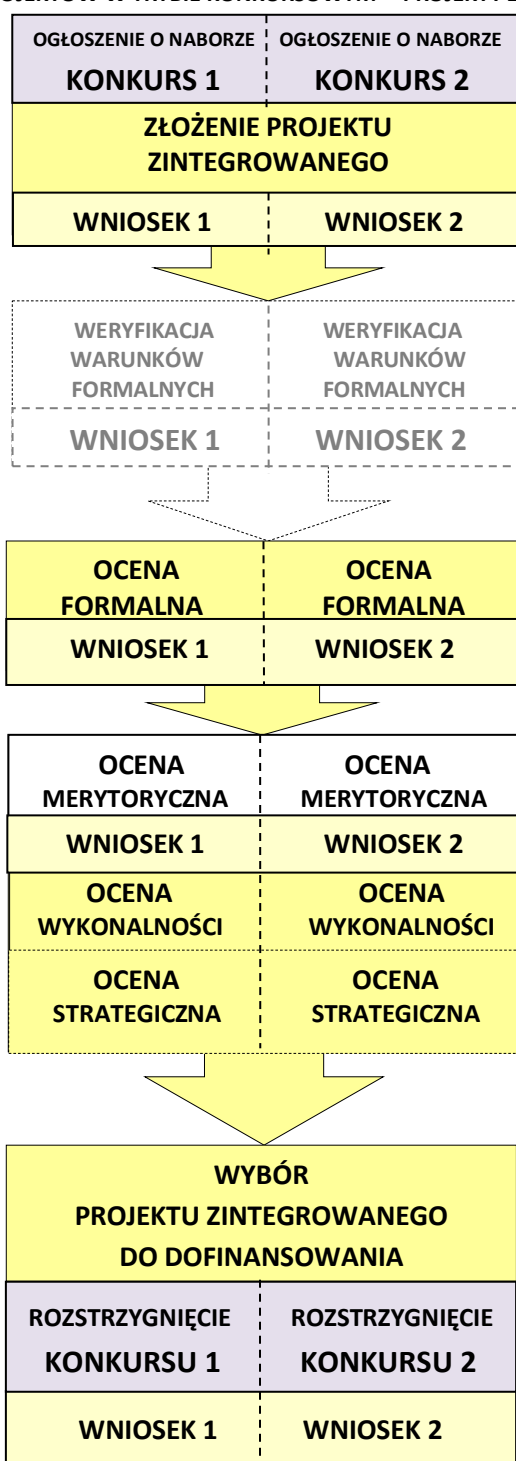 OGŁOSZENIE O NABORZE OGŁOSZENIE O NABORZE
KONKURS 1 KONKURS 2
ZŁOŻENIE PROJEKTU
ZINTEGROWANEGO
WNIOSEK 1 WNIOSEK 2
WERYFIKACJA WERYFIKACJA
WARUNKÓW WARUNKÓW
FORMALNYCH FORMALNYCH
WNIOSEK 1 WNIOSEK 2
OCENA OCENA
FORMALNA FORMALNA
WNIOSEK 1 WNIOSEK 2
OCENA OCENA
MERYTORYCZNA MERYTORYCZNA
WNIOSEK 1 WNIOSEK 2
OCENA OCENA
WYKONALNOŚCI WYKONALNOŚCI
OCENA OCENA
STRATEGICZNA STRATEGICZNA
WYBÓR
PROJEKTU ZINTEGROWANEGO
DO DOFINANSOWANIA
ROZSTRZYGNIĘCIE ROZSTRZYGNIĘCIE
KONKURSU 1 KONKURSU 2
WNIOSEK 1 WNIOSEK 2